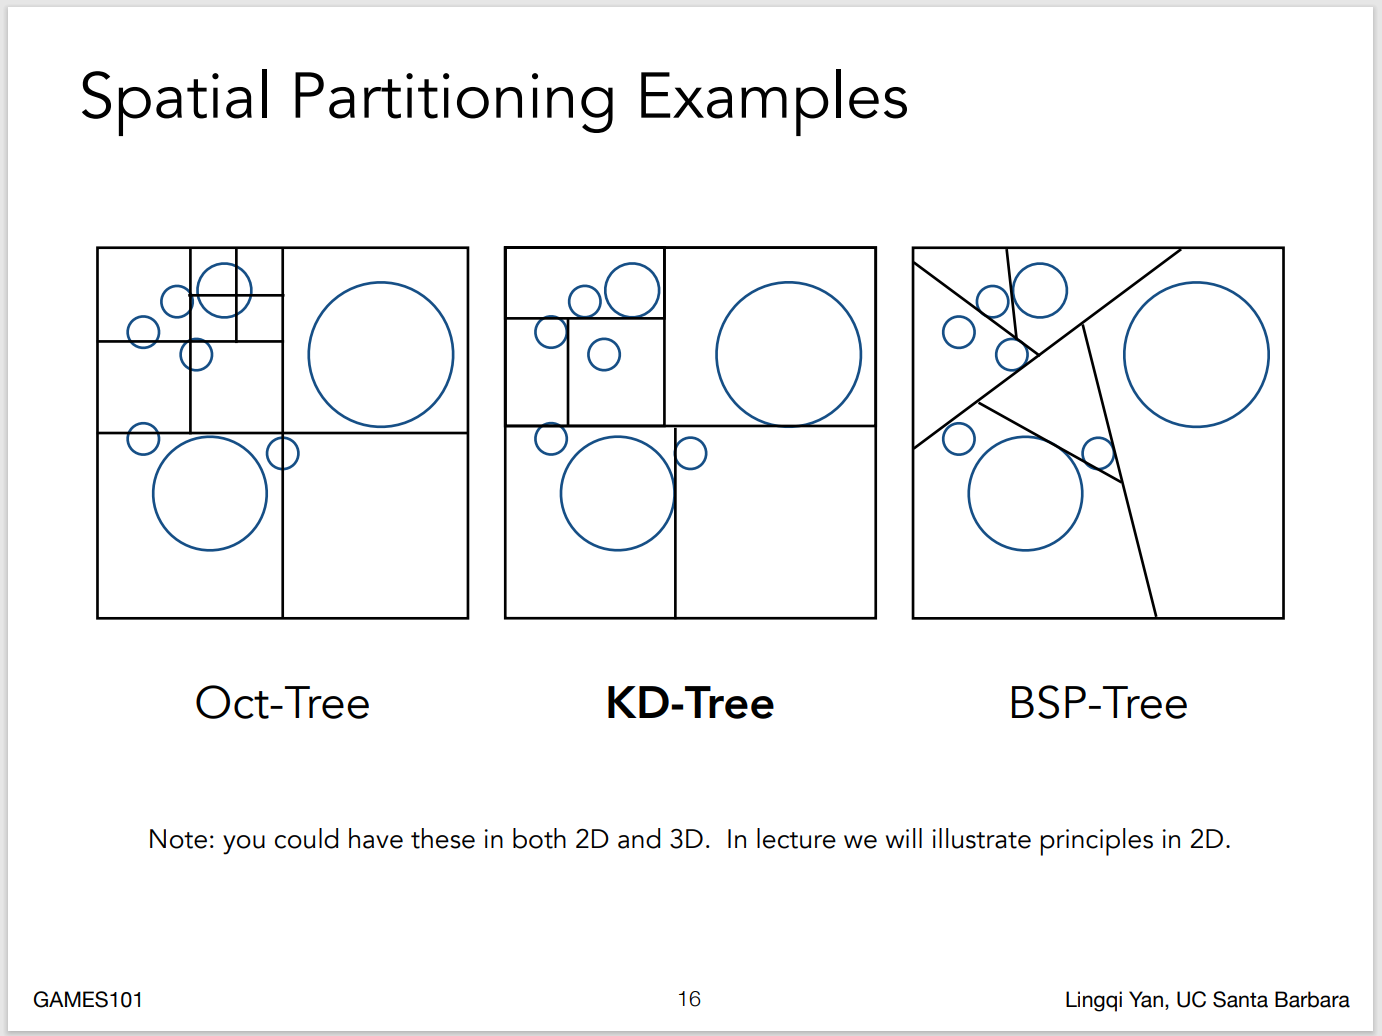 Spatial Partitioning Examples
Oct-Tree
KD-Tree
BSP-Tree
Note: you could have these in both 2D and 3D. In lecture we will illustrate principles in 2D.
GAMES101
16
Lingqi Yan, UC Santa Barbara